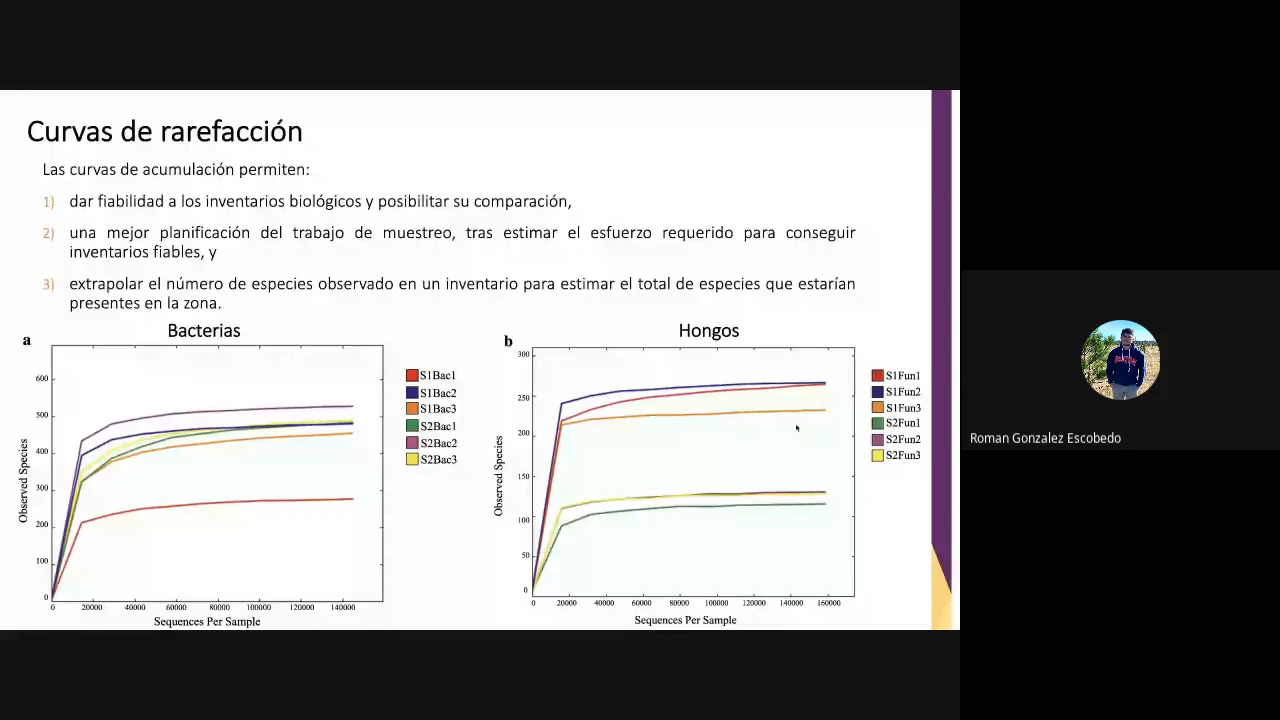 Curvas de rarefacción
Las curvas de acumulación permiten:
1) dar fiabilidad a los inventarios biológicos y posibilitar su comparación,
2) una mejor planificación del trabajo de muestreo, tras estimar el esfuerzo requerido para conseguir
inventarios fiables, y
3) extrapolar el número de especies observado en un inventario para estimar el total de especies que estarían
presentes en la zona.
a
Bacterias
600
500
400
300
200
100
0
Observed Species
0 20000 40000 60000 80000 100000 120000 140000
Sequences Per Sample
S1Bac1
S1Bac2
S1Bac3
S2Bac1
S2Bac2
S2Bac3
b
Hongos
300
250
200
150
100
50
0
Observed Species
0 20000 40000 60000 80000 100000 120000 140000 160000
Sequences Per Sample
S1Fun1
S1Fun2
S1Fun3
S2Fun1
S2Fun2
S2Fun3
Roman Gonzalez Escobedo